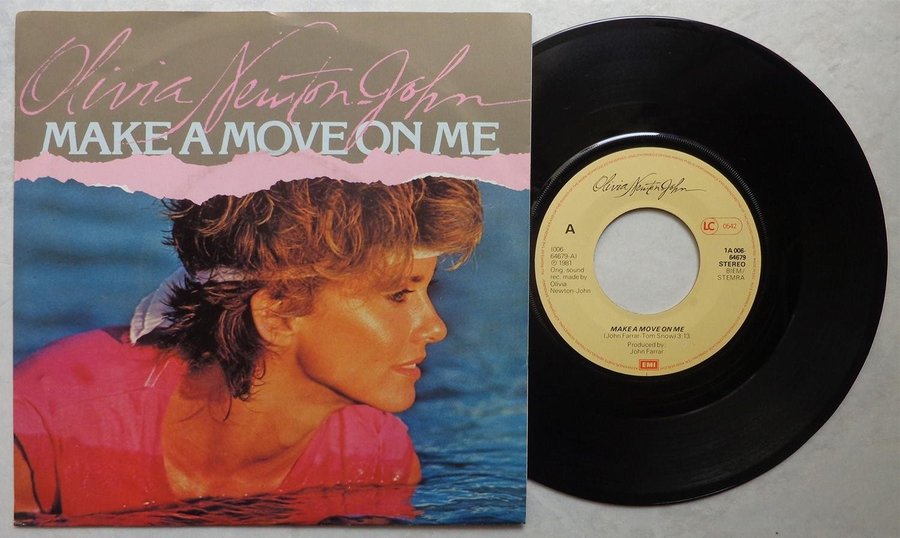 Olivia Newton-John
MAKE A MOVE ON ME
Olivia Newton-John
A
LC
0542
(006-
64679-A)
℗ 1981
Orig. sound
rec. made by
Olivia
Newton-John
1A 006-
64679
STEREO
BIEM/
STEMRA
MAKE A MOVE ON ME
(John Farrar-Tom Snow) 3:13
Produced by:
John Farrar
EMI